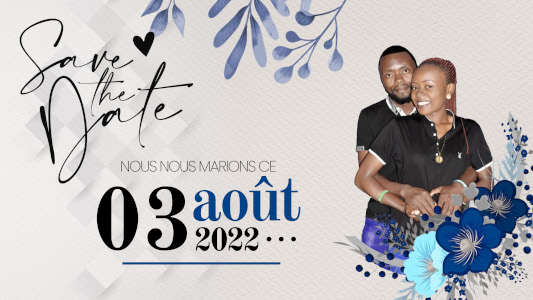 Save
the
Date
NOUS NOUS MARIONS CE
03 août
2022...